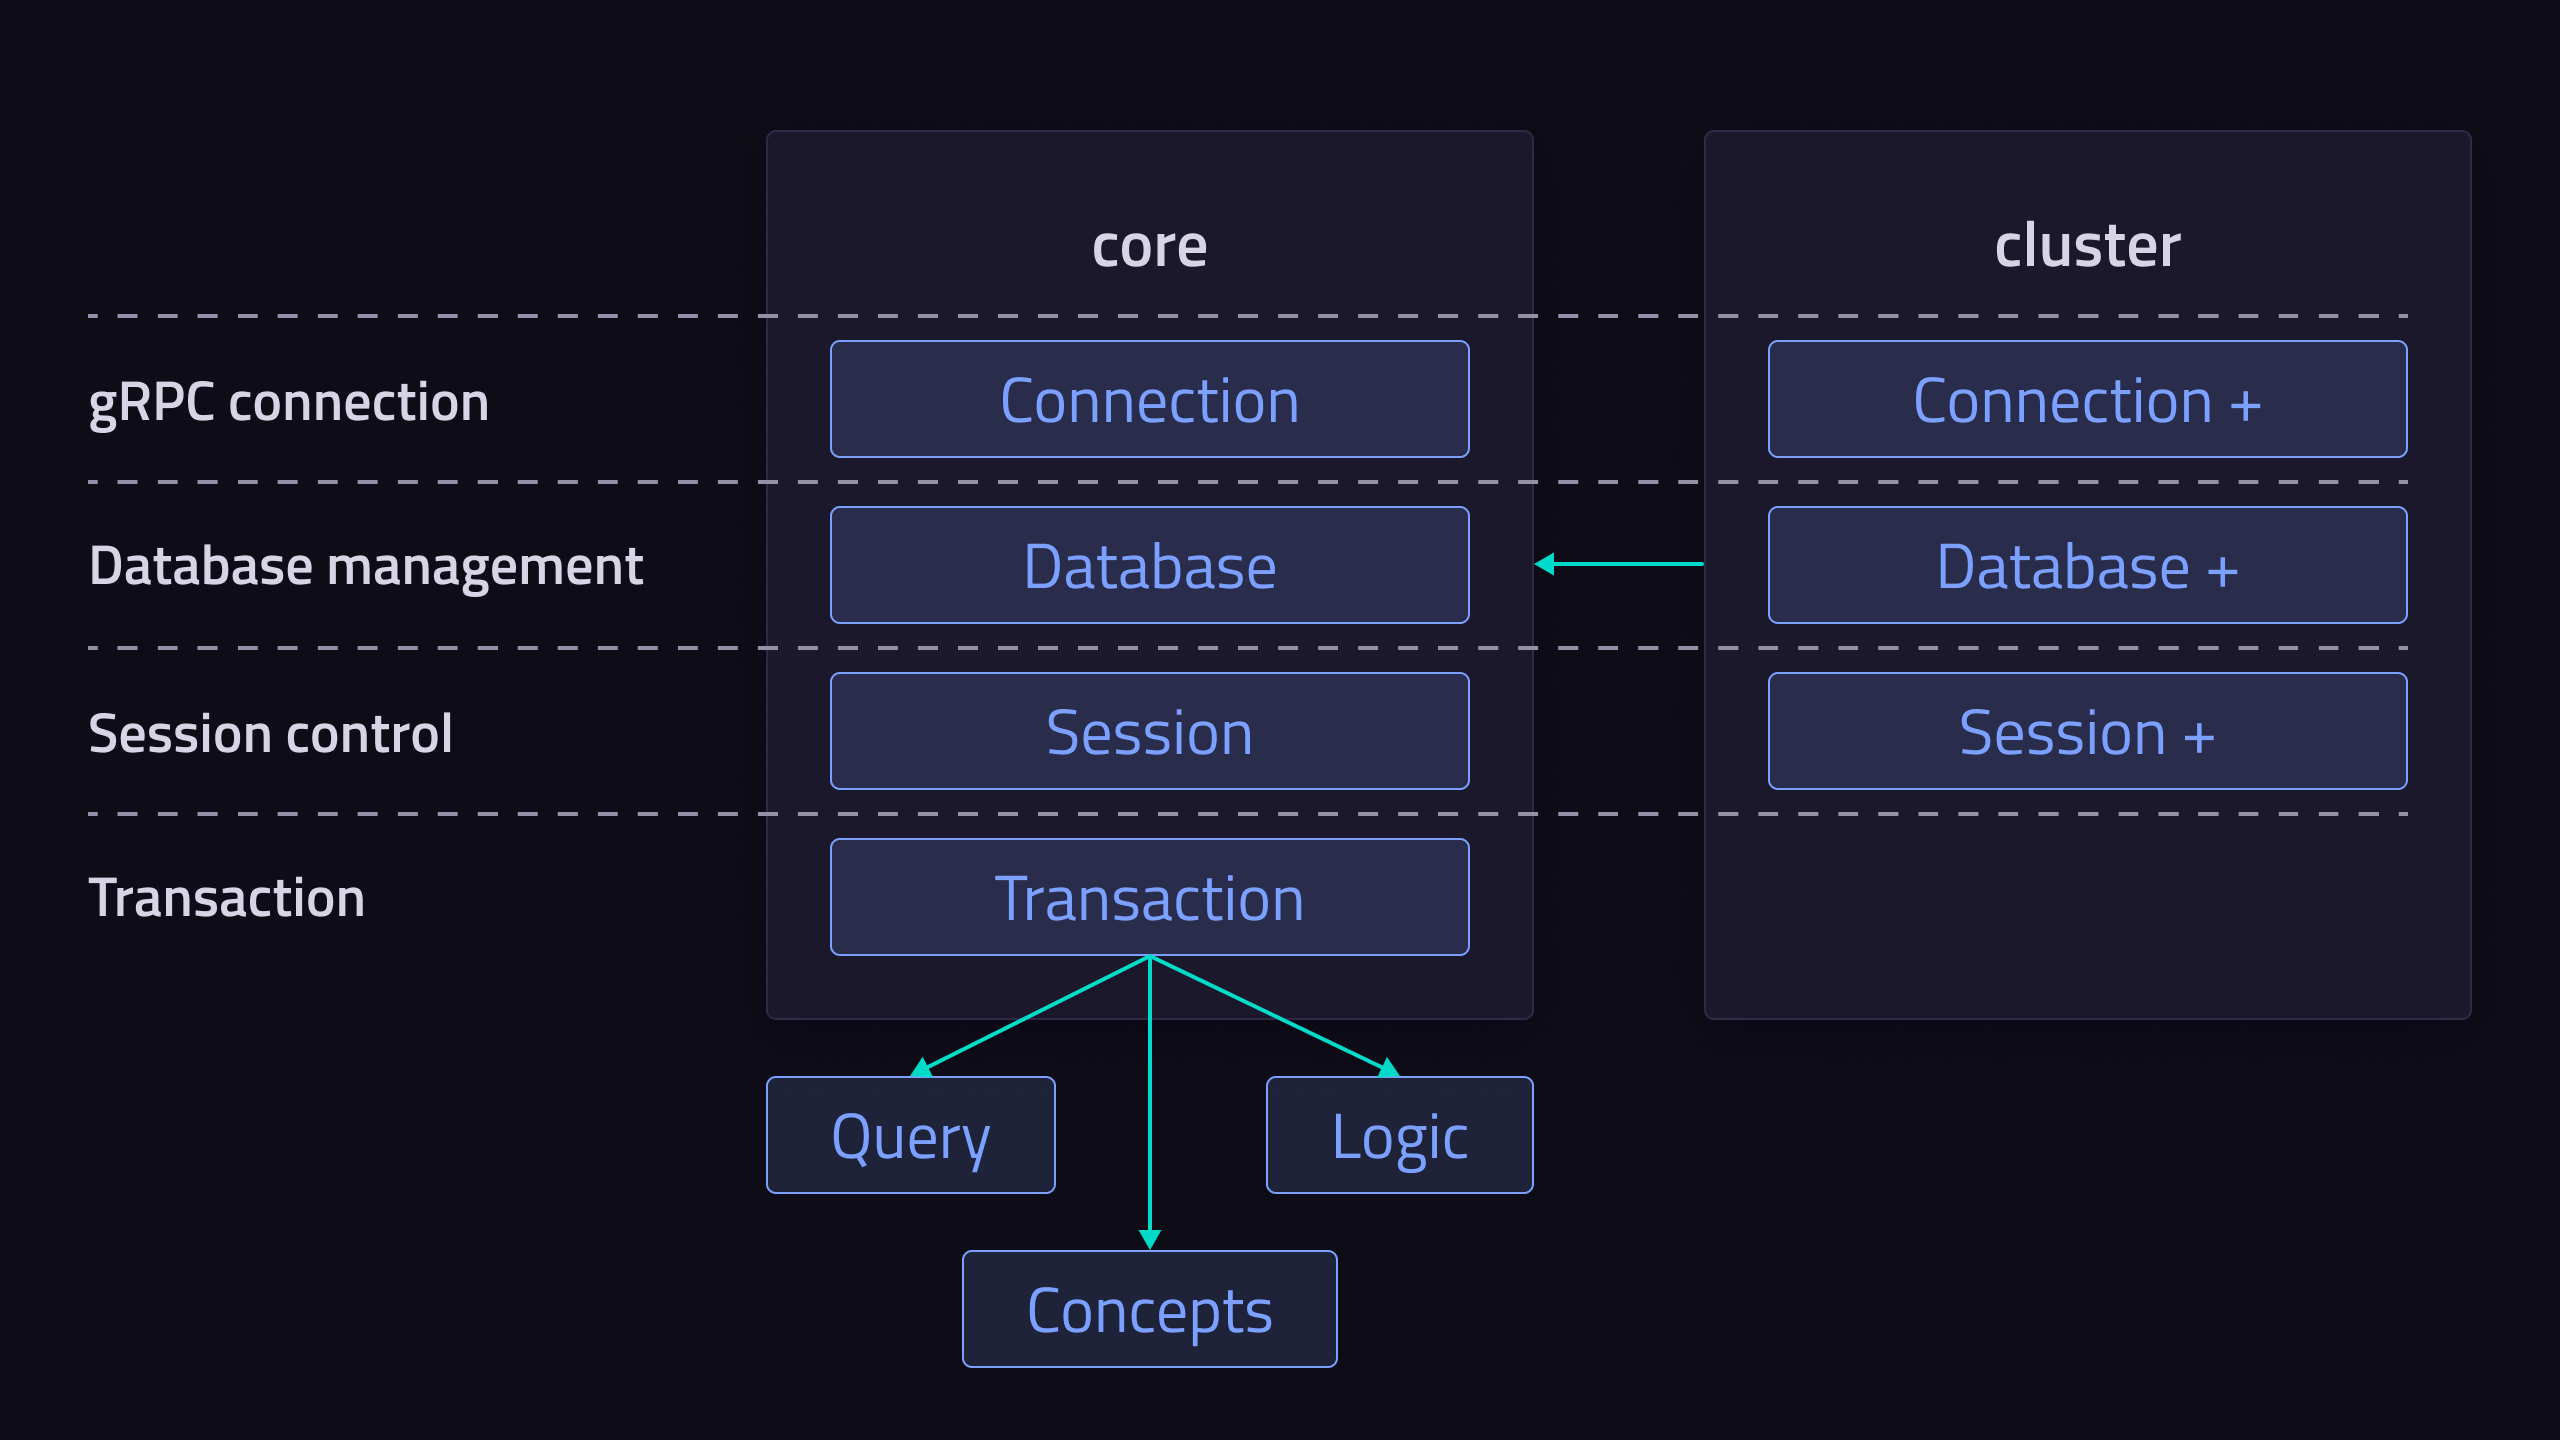 core
cluster
gRPC connection
Connection
Connection +
Database management
Database
Database +
Session control
Session
Session +
Transaction
Transaction
Query
Logic
Concepts